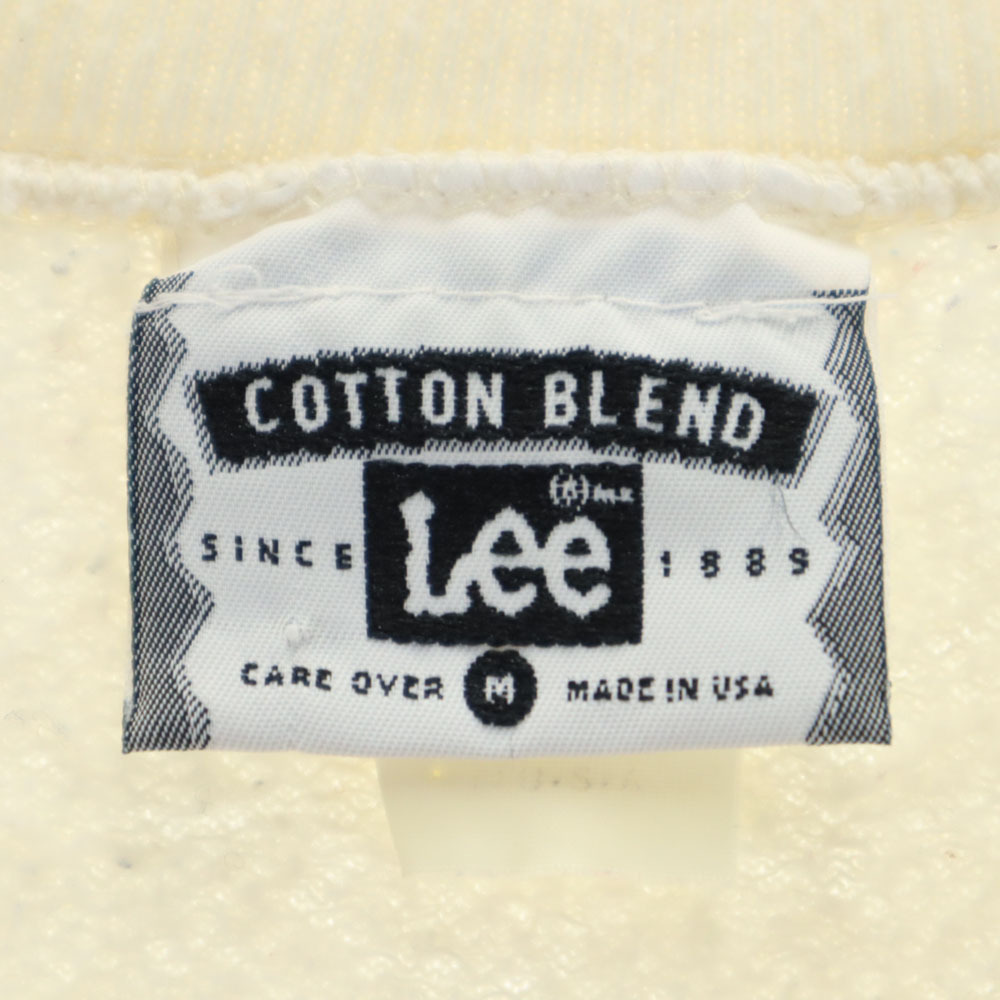 COTTON BLEND
Lee
SINCE 1889
CARE OVER M MADE IN USA